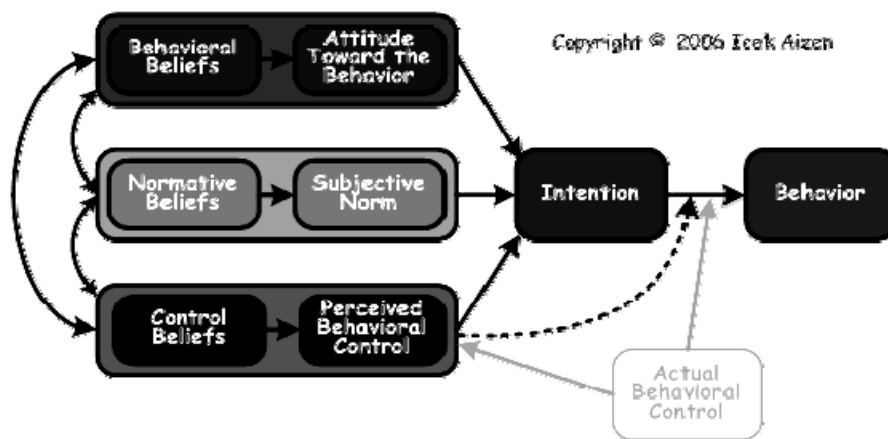 Behavioral
Beliefs
Attitude
Toward the
Behavior
Copyright © 2006 Icek Aizen
Normative
Beliefs
Subjective
Norm
Intention
Behavior
Control
Beliefs
Perceived
Behavioral
Control
Actual
Behavioral
Control